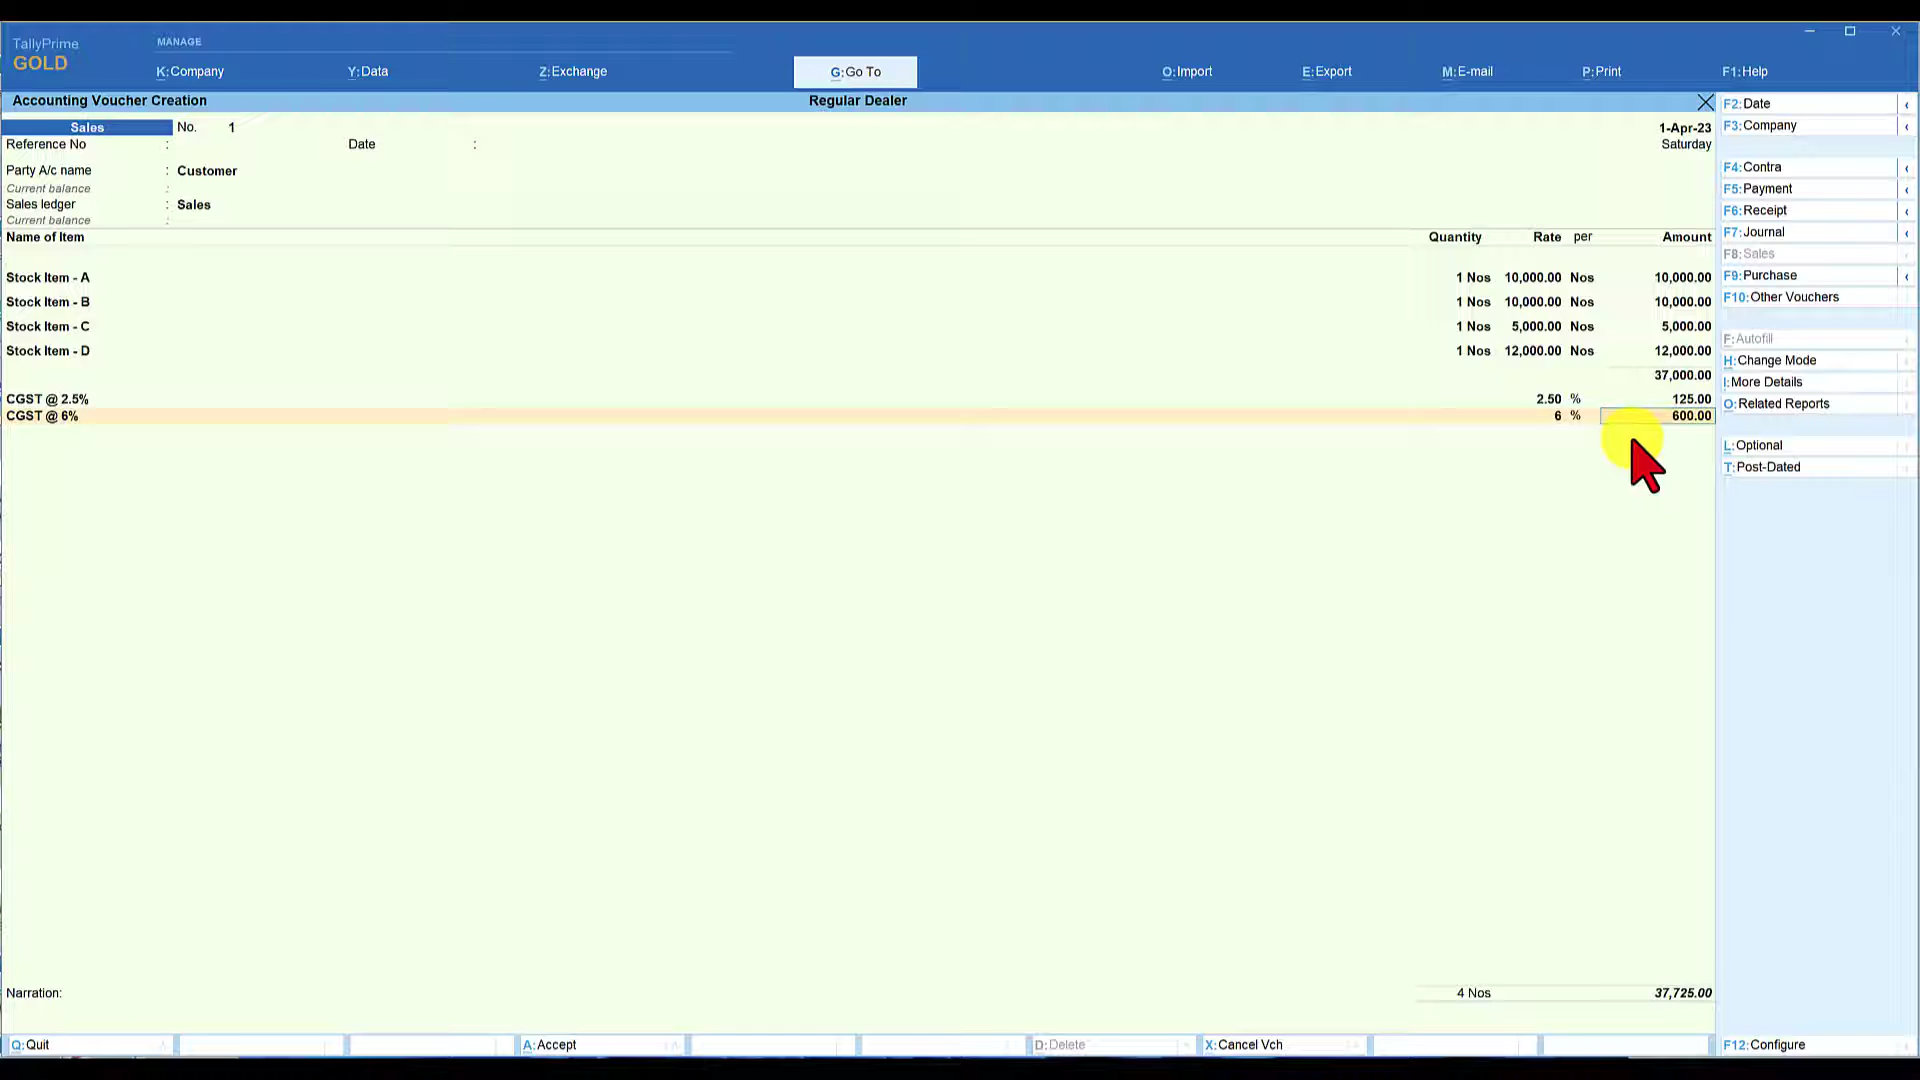 TallyPrime
GOLD
MANAGE
K:Company
Y:Data
Z:Exchange
G:Go To
O:Import
E:Export
M:E-mail
P:Print
F1:Help
Accounting Voucher Creation
Regular Dealer
Sales No. 1
1-Apr-23
Reference No :
Date :
Saturday
Party A/c name : Customer
Current balance :
Sales ledger : Sales
Current balance :
Name of Item Quantity Rate per Amount
Stock Item - A 1 Nos 10,000.00 Nos 10,000.00
Stock Item - B 1 Nos 10,000.00 Nos 10,000.00
Stock Item - C 1 Nos 5,000.00 Nos 5,000.00
Stock Item - D 1 Nos 12,000.00 Nos 12,000.00
37,000.00
CGST @ 2.5% 2.50 % 125.00
CGST @ 6% 6 % 600.00
Narration: 4 Nos 37,725.00
F2:Date
F3:Company
F4:Contra
F5:Payment
F6:Receipt
F7:Journal
F8:Sales
F9:Purchase
F10:Other Vouchers
F:Autofill
H:Change Mode
I:More Details
O:Related Reports
L:Optional
T:Post-Dated
Q:Quit
A:Accept
D:Delete
X:Cancel Vch
F12:Configure